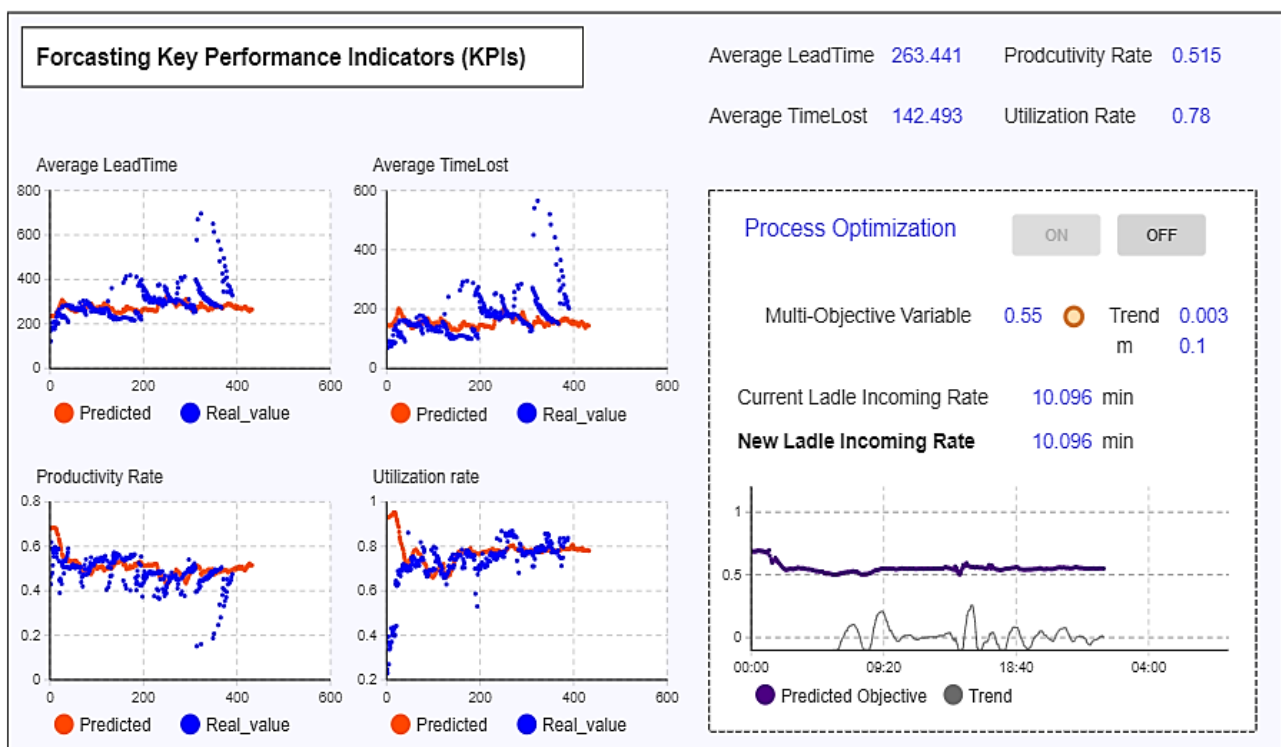 Forcasting Key Performance Indicators (KPIs)
Average LeadTime 263.441 Prodcutivity Rate 0.515
Average TimeLost 142.493 Utilization Rate 0.78
Average LeadTime
800
600
400
200
0
0 200 400 600
Predicted Real_value
Average TimeLost
600
400
200
0
0 200 400 600
Predicted Real_value
Productivity Rate
0.8
0.6
0.4
0.2
0
0 200 400 600
Predicted Real_value
Utilization rate
1
0.8
0.6
0.4
0.2
0 200 400 600
Predicted Real_value
Process Optimization ON OFF
Multi-Objective Variable 0.55 Trend 0.003
m 0.1
Current Ladle Incoming Rate 10.096 min
New Ladle Incoming Rate 10.096 min
1
0.5
0
00:00 09:20 18:40 04:00
Predicted Objective Trend